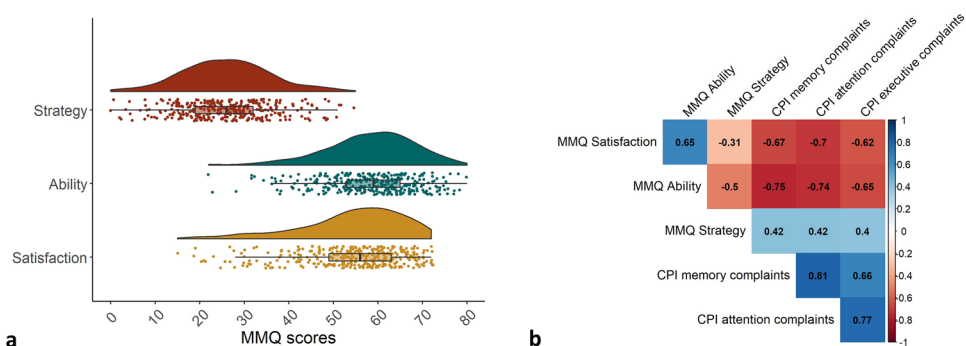 Strategy
Ability
Satisfaction
0
10
20
30
40
50
60
70
80
MMQ scores
a
MMQ Ability
MMQ Strategy
CPI memory complaints
CPI attention complaints
CPI executive complaints
MMQ Satisfaction 0.65 -0.31 -0.67 -0.7 -0.62
MMQ Ability -0.5 -0.75 -0.74 -0.65
MMQ Strategy 0.42 0.42 0.4
CPI memory complaints 0.81 0.66
CPI attention complaints 0.77
1
0.8
0.6
0.4
0.2
0
-0.2
-0.4
-0.6
-0.8
-1
b